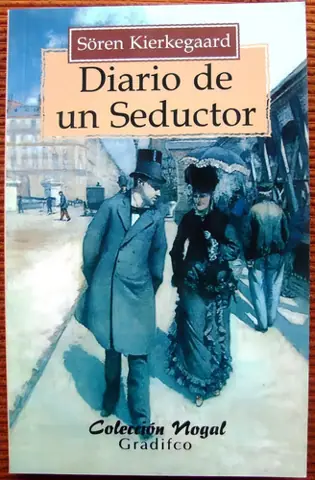 Sören Kierkegaard
Diario de
un Seductor
Colección Nogal
Gradifco